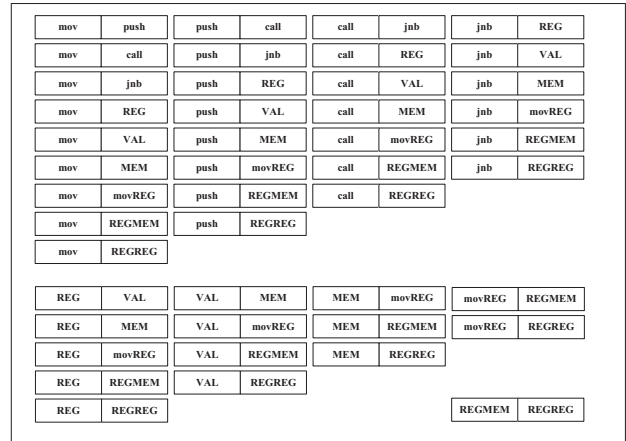 mov push push call call jnb jnb REG
mov call push jnb call REG jnb VAL
mov jnb push REG call VAL jnb MEM
mov REG push VAL call MEM jnb movREG
mov VAL push MEM call movREG jnb REGMEM
mov MEM push movREG call REGMEM jnb REGREG
mov movREG push REGMEM call REGREG
mov REGMEM push REGREG
mov REGREG
REG VAL VAL MEM MEM movREG movREG REGMEM
REG MEM VAL movREG MEM REGMEM movREG REGREG
REG movREG VAL REGMEM MEM REGREG
REG REGMEM VAL REGREG
REG REGREG REGMEM REGREG